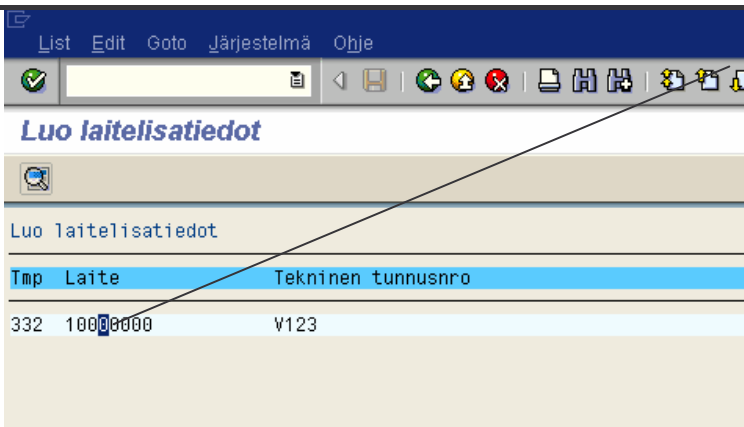 List Edit Goto Järjestelmä Ohje
Luo laitelisatiedot
Luo laitelisatiedot
Tmp Laite Tekninen tunnusnro
332 10000000 V123